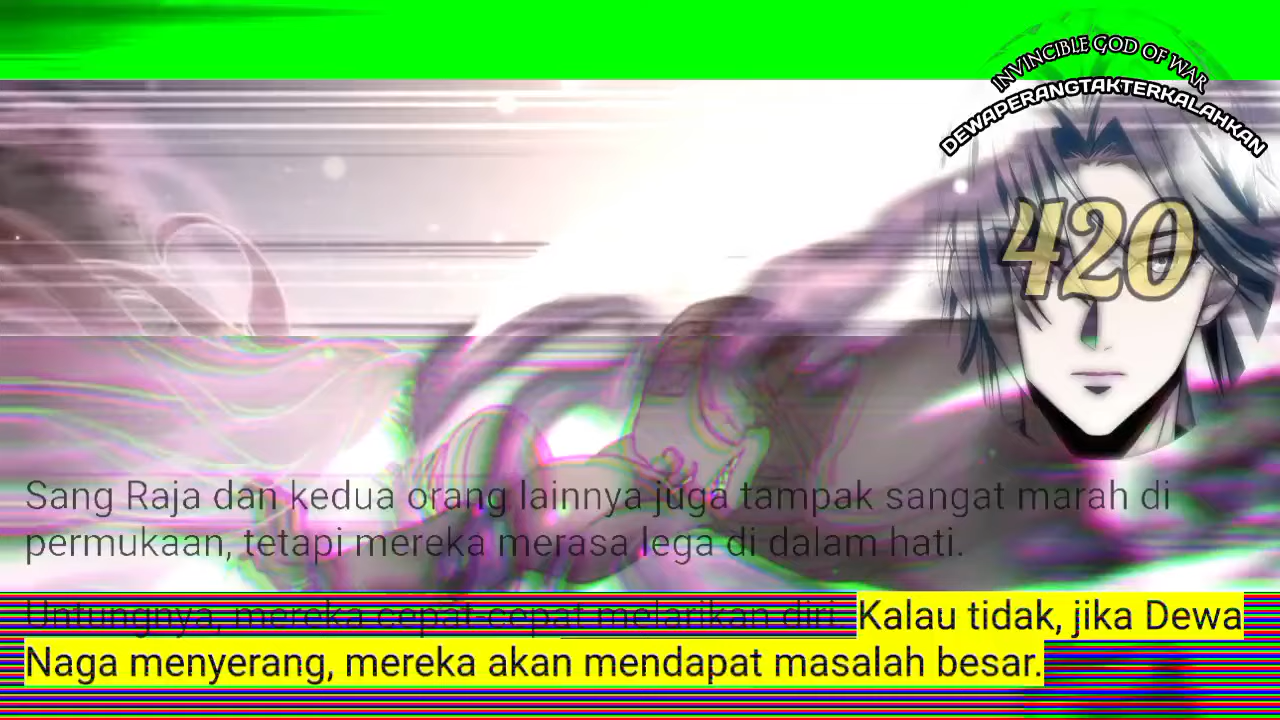 INVINCIBLE GOD OF WAR
DEWAPERANGTAKTERKALAHKAN
420
Sang Raja dan kedua orang lainnya juga tampak sangat marah di
permukaan, tetapi mereka merasa lega di dalam hati.
Untungnya, mereka cepat-cepat melarikan diri. Kalau tidak, jika Dewa
Naga menyerang, mereka akan mendapat masalah besar.